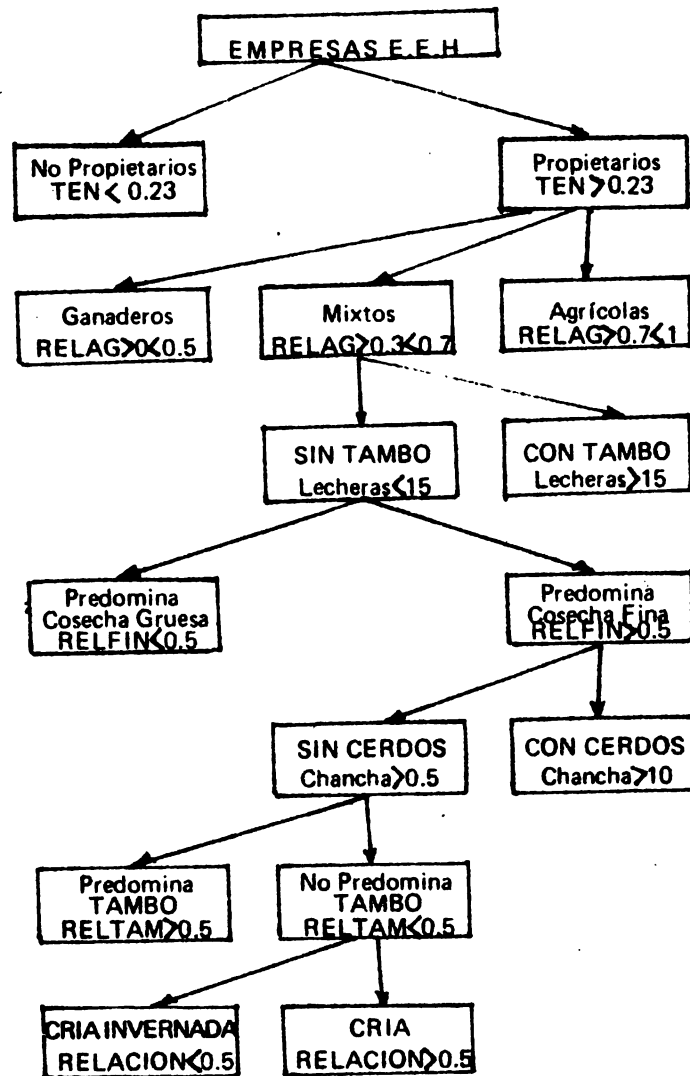 EMPRESAS E.E.H
No Propietarios
TEN < 0.23
Propietarios
TEN > 0.23
Ganaderos
RELAG>0<0.5
Mixtos
RELAG>0.3<0.7
Agrícolas
RELAG>0.7<1
SIN TAMBO
Lecheras<15
CON TAMBO
Lecheras>15
Predomina
Cosecha Gruesa
RELFIN<0.5
Predomina
Cosecha Fina
RELFIN>0.5
SIN CERDOS
Chancha>0.5
CON CERDOS
Chancha>10
Predomina
TAMBO
RELTAM>0.5
No Predomina
TAMBO
RELTAM<0.5
CRIA INVERNADA
RELACION<0.5
CRIA
RELACION>0.5